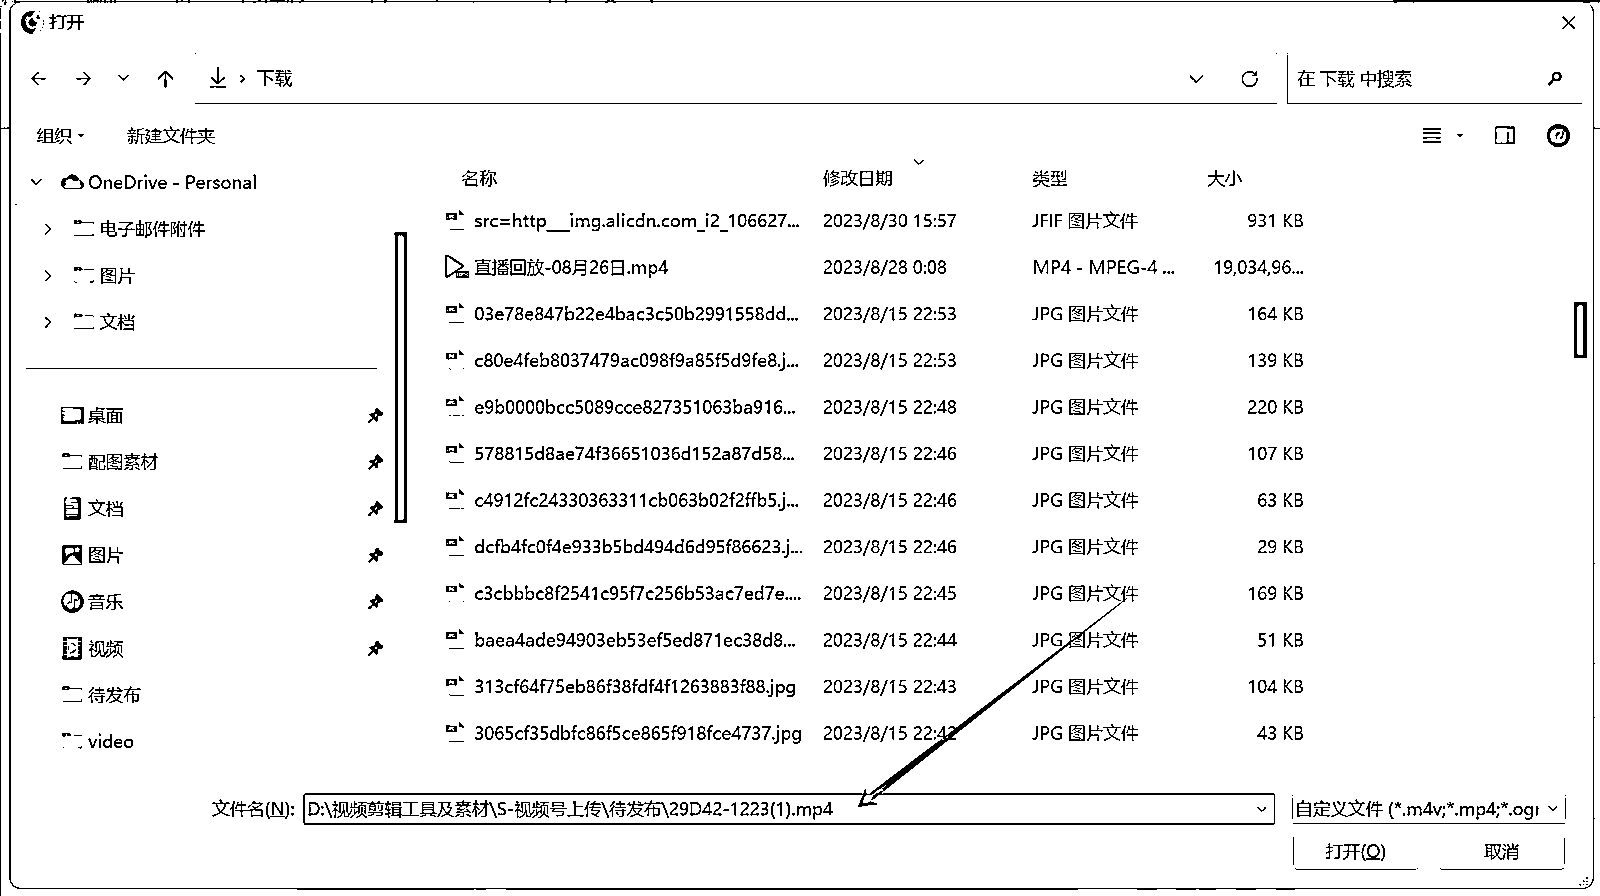 打开
下载
在 下载 中搜索
组织
新建文件夹
OneDrive - Personal
电子邮件附件
图片
文档
桌面
配图素材
文档
图片
音乐
视频
待发布
video
名称 修改日期 类型 大小
src=http__img.alicdn.com_i2_106627... 2023/8/30 15:57 JFIF 图片文件 931 KB
直播回放-08月26日.mp4 2023/8/28 0:08 MP4 - MPEG-4 ... 19,034,96...
03e78e847b22e4bac3c50b2991558dd... 2023/8/15 22:53 JPG 图片文件 164 KB
c80e4feb8037479ac098f9a85f5d9fe8.j... 2023/8/15 22:53 JPG 图片文件 139 KB
e9b0000bcc5089cce827351063ba916... 2023/8/15 22:48 JPG 图片文件 220 KB
578815d8ae74f36651036d152a87d58... 2023/8/15 22:46 JPG 图片文件 107 KB
c4912fc24330363311cb063b02f2ffb5.j... 2023/8/15 22:46 JPG 图片文件 63 KB
dcfb4fc0f4e933b5bd494d6d95f86623.j... 2023/8/15 22:46 JPG 图片文件 29 KB
c3cbbbc8f2541c95f7c256b53ac7ed7e.... 2023/8/15 22:45 JPG 图片文件 169 KB
baea4ade94903eb53ef5ed871ec38d8... 2023/8/15 22:44 JPG 图片文件 51 KB
313cf64f75eb86f38fdf4f1263883f88.jpg 2023/8/15 22:43 JPG 图片文件 104 KB
3065cf35dbfc86f5ce865f918fce4737.jpg 2023/8/15 22:42 JPG 图片文件 43 KB
文件名(N): D:\视频剪辑工具及素材\S-视频号上传\待发布\29D42-1223(1).mp4
自定义文件 (*.m4v;*.mp4;*.ogr
打开(O) 取消